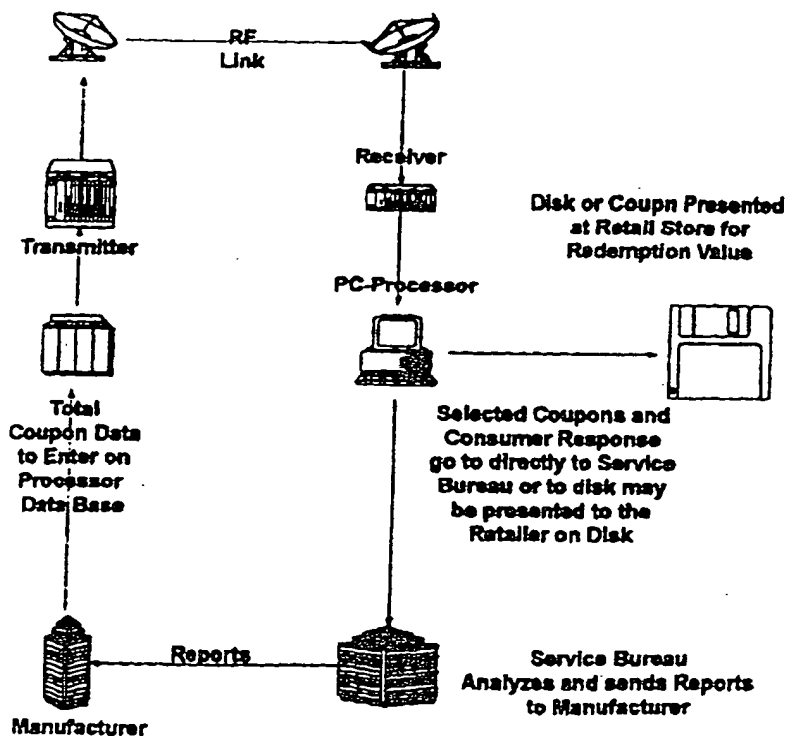 RF
Link
Receiver
Transmitter
Disk or Coupn Presented
at Retail Store for
Redemption Value
PC-Processor
Total
Coupon Data
to Enter on
Processor
Data Base
Selected Coupons and
Consumer Response
go to directly to Service
Bureau or to disk may
be presented to the
Retailer on Disk
Reports
Manufacturer
Service Bureau
Analyzes and sends Reports
to Manufacturer